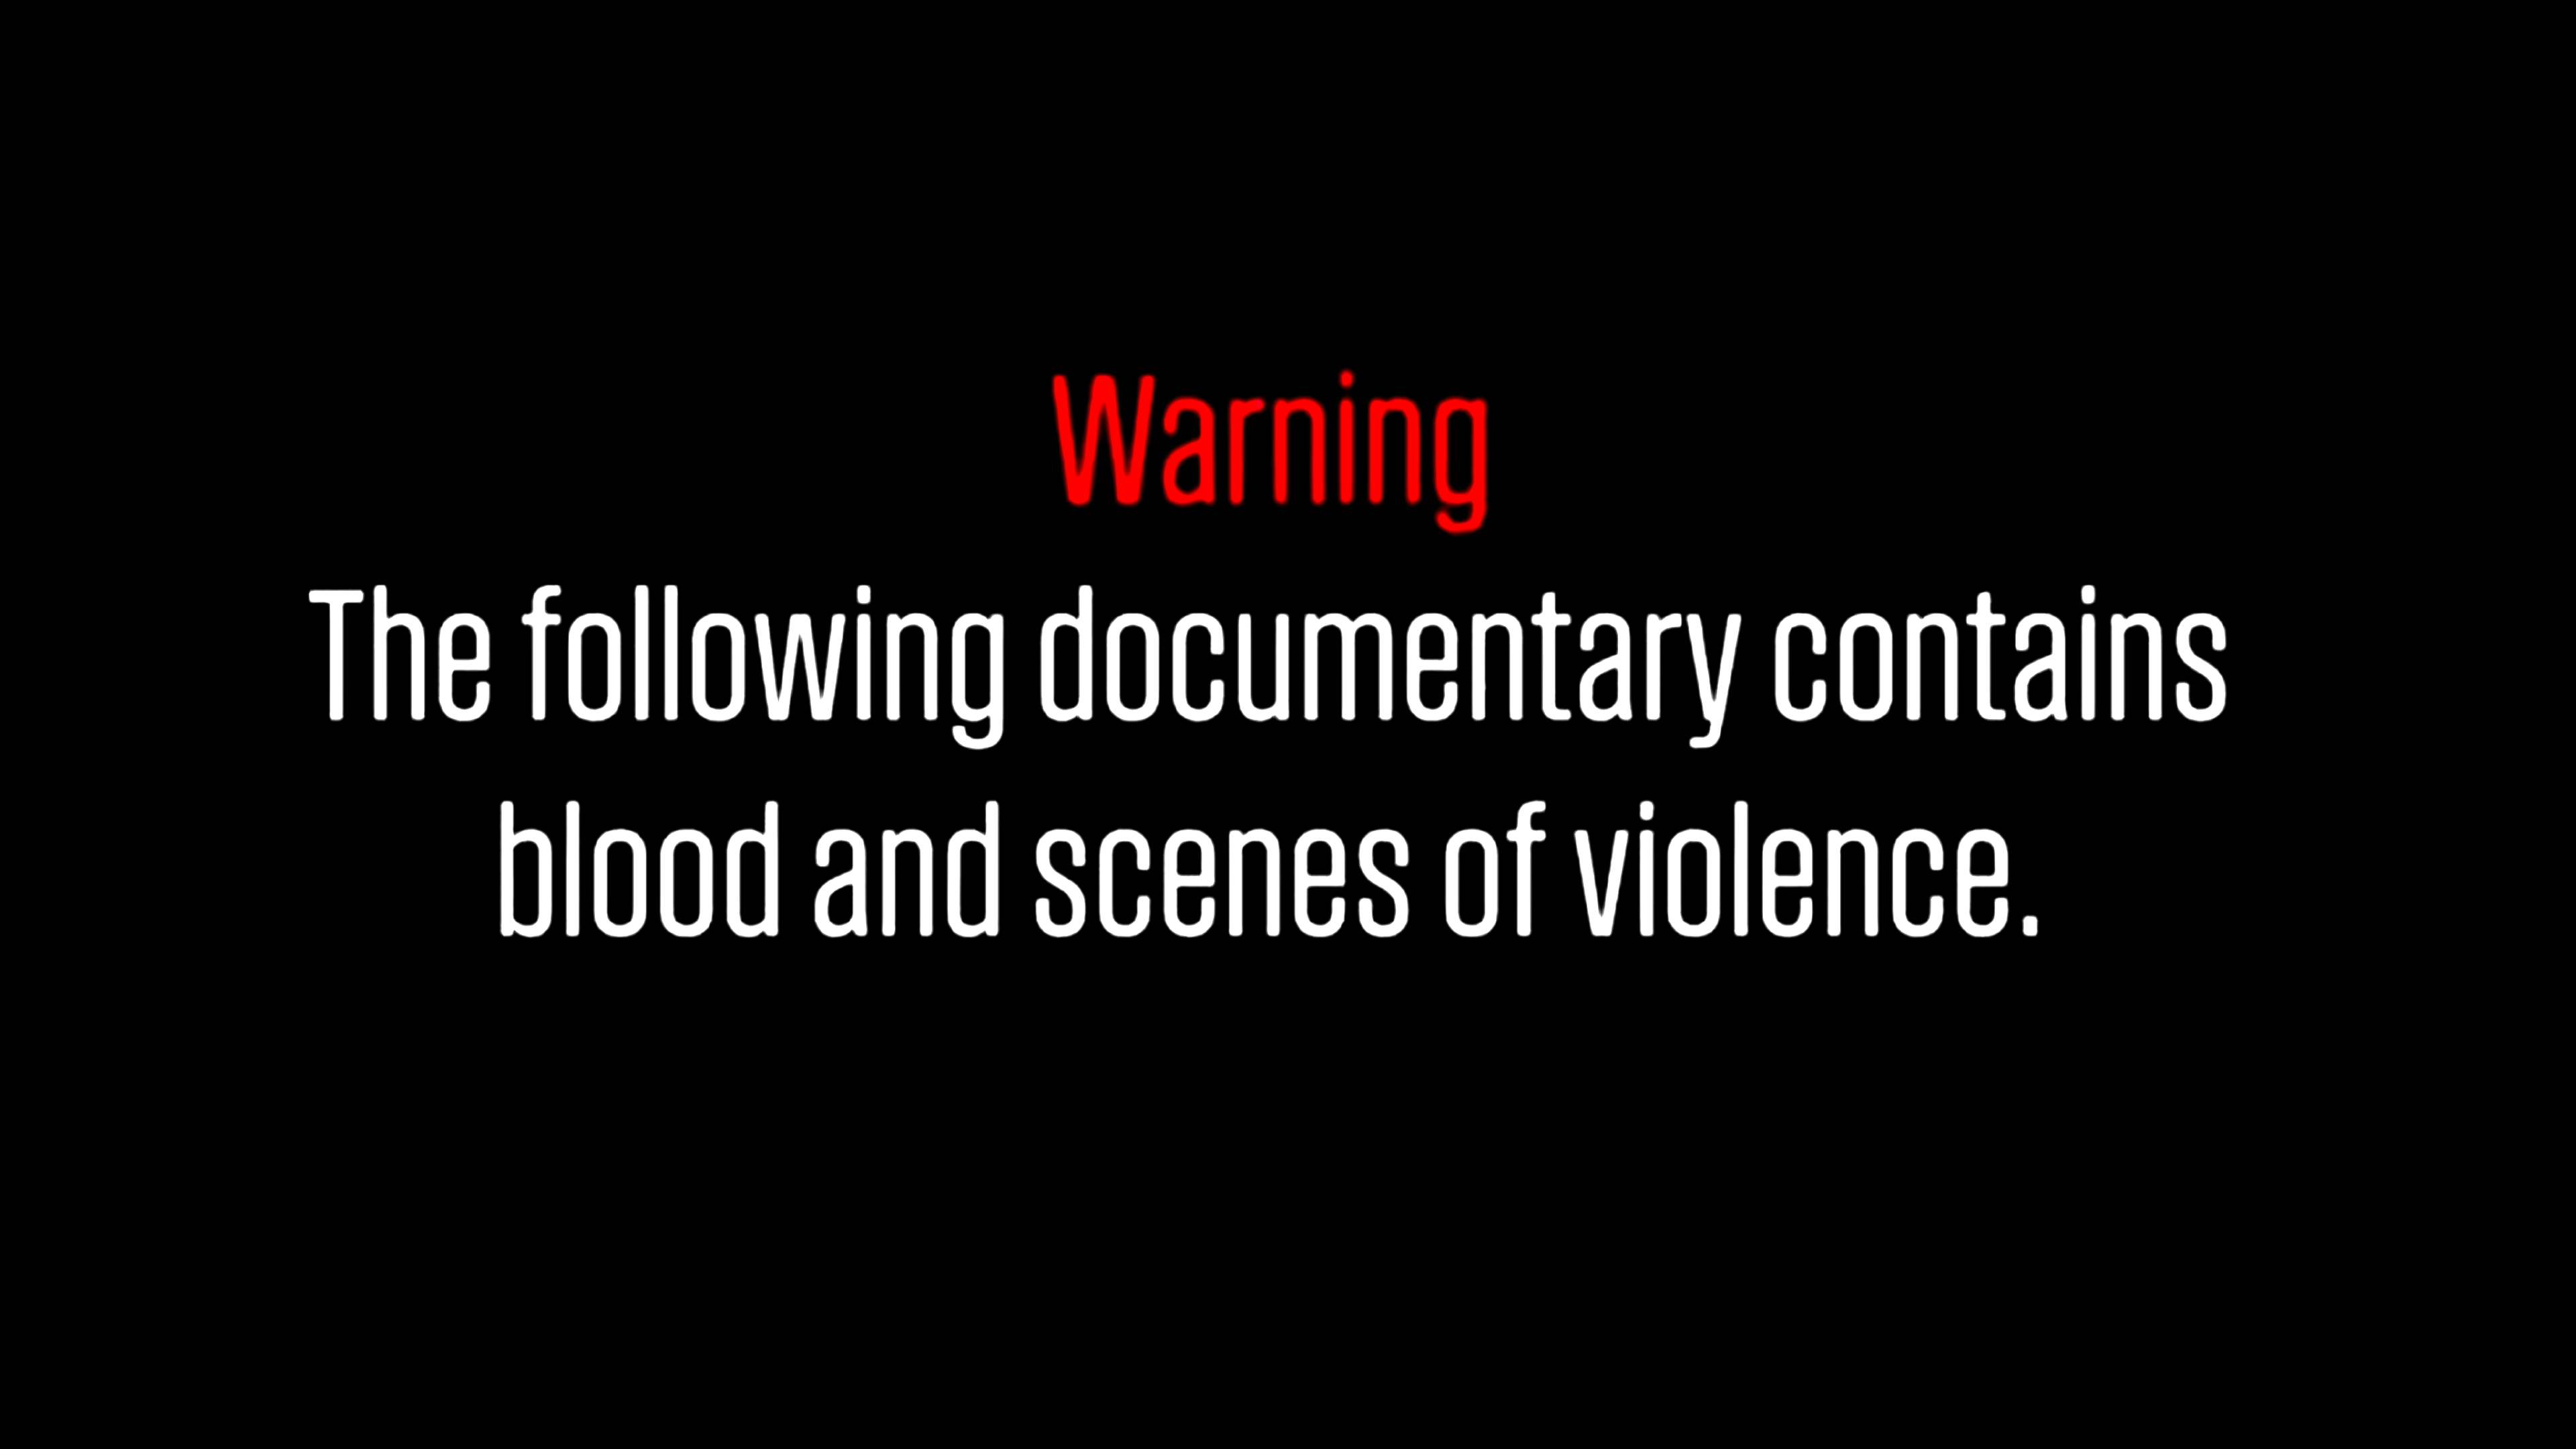 Warning
The following documentary contains
blood and scenes of violence.